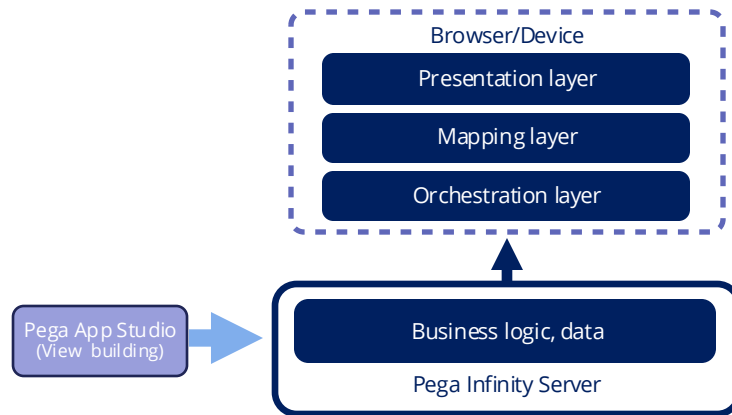 Browser/Device
Presentation layer
Mapping layer
Orchestration layer
Pega App Studio
(View building)
Business logic, data
Pega Infinity Server